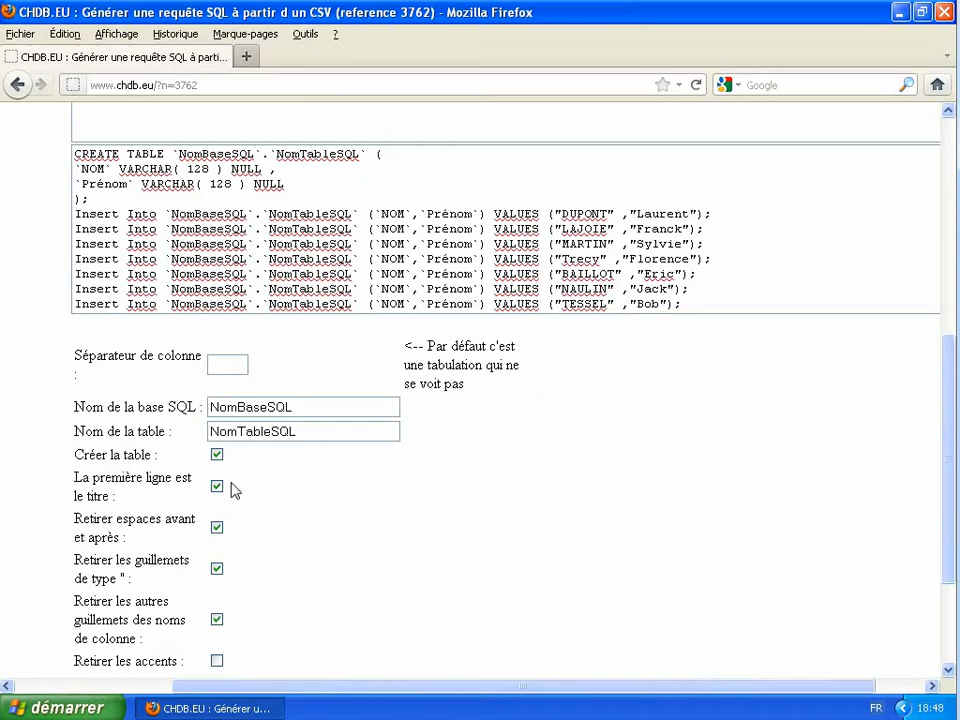 CHDB.EU : Générer une requête SQL à partir d un CSV (reference 3762) - Mozilla Firefox
Fichier Édition Affichage Historique Marque-pages Outils ?
CHDB.EU : Générer une requête SQL à parti... +
www.chdb.eu/?n=3762 Google
CREATE TABLE `NomBaseSQL`.`NomTableSQL` (
`NOM` VARCHAR( 128 ) NULL ,
`Prénom` VARCHAR( 128 ) NULL
);
Insert Into `NomBaseSQL`.`NomTableSQL` (`NOM`,`Prénom`) VALUES ("DUPONT" ,"Laurent");
Insert Into `NomBaseSQL`.`NomTableSQL` (`NOM`,`Prénom`) VALUES ("LAJOIE" ,"Franck");
Insert Into `NomBaseSQL`.`NomTableSQL` (`NOM`,`Prénom`) VALUES ("MARTIN" ,"Sylvie");
Insert Into `NomBaseSQL`.`NomTableSQL` (`NOM`,`Prénom`) VALUES ("Trecy" ,"Florence");
Insert Into `NomBaseSQL`.`NomTableSQL` (`NOM`,`Prénom`) VALUES ("BAILLOT" ,"Eric");
Insert Into `NomBaseSQL`.`NomTableSQL` (`NOM`,`Prénom`) VALUES ("NAULIN" ,"Jack");
Insert Into `NomBaseSQL`.`NomTableSQL` (`NOM`,`Prénom`) VALUES ("TESSEL" ,"Bob");
Séparateur de colonne
:
<-- Par défaut c'est
une tabulation qui ne
se voit pas
Nom de la base SQL : NomBaseSQL
Nom de la table : NomTableSQL
Créer la table :
La première ligne est
le titre :
Retirer espaces avant
et après :
Retirer les guillemets
de type " :
Retirer les autres
guillemets des noms
de colonne :
Retirer les accents :
démarrer CHDB.EU : Générer u... FR 18:48